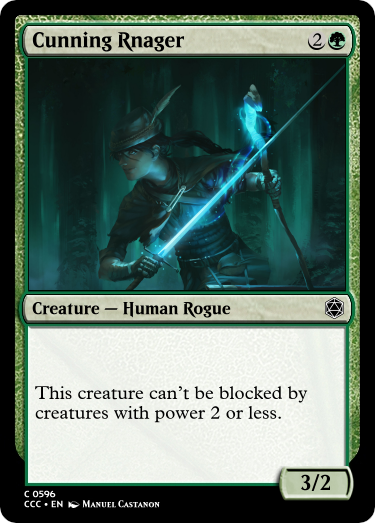 Cunning Rnager 2
Creature — Human Rogue
This creature can't be blocked by
creatures with power 2 or less.
3/2
C 0596
CCC • EN Manuel Castanon